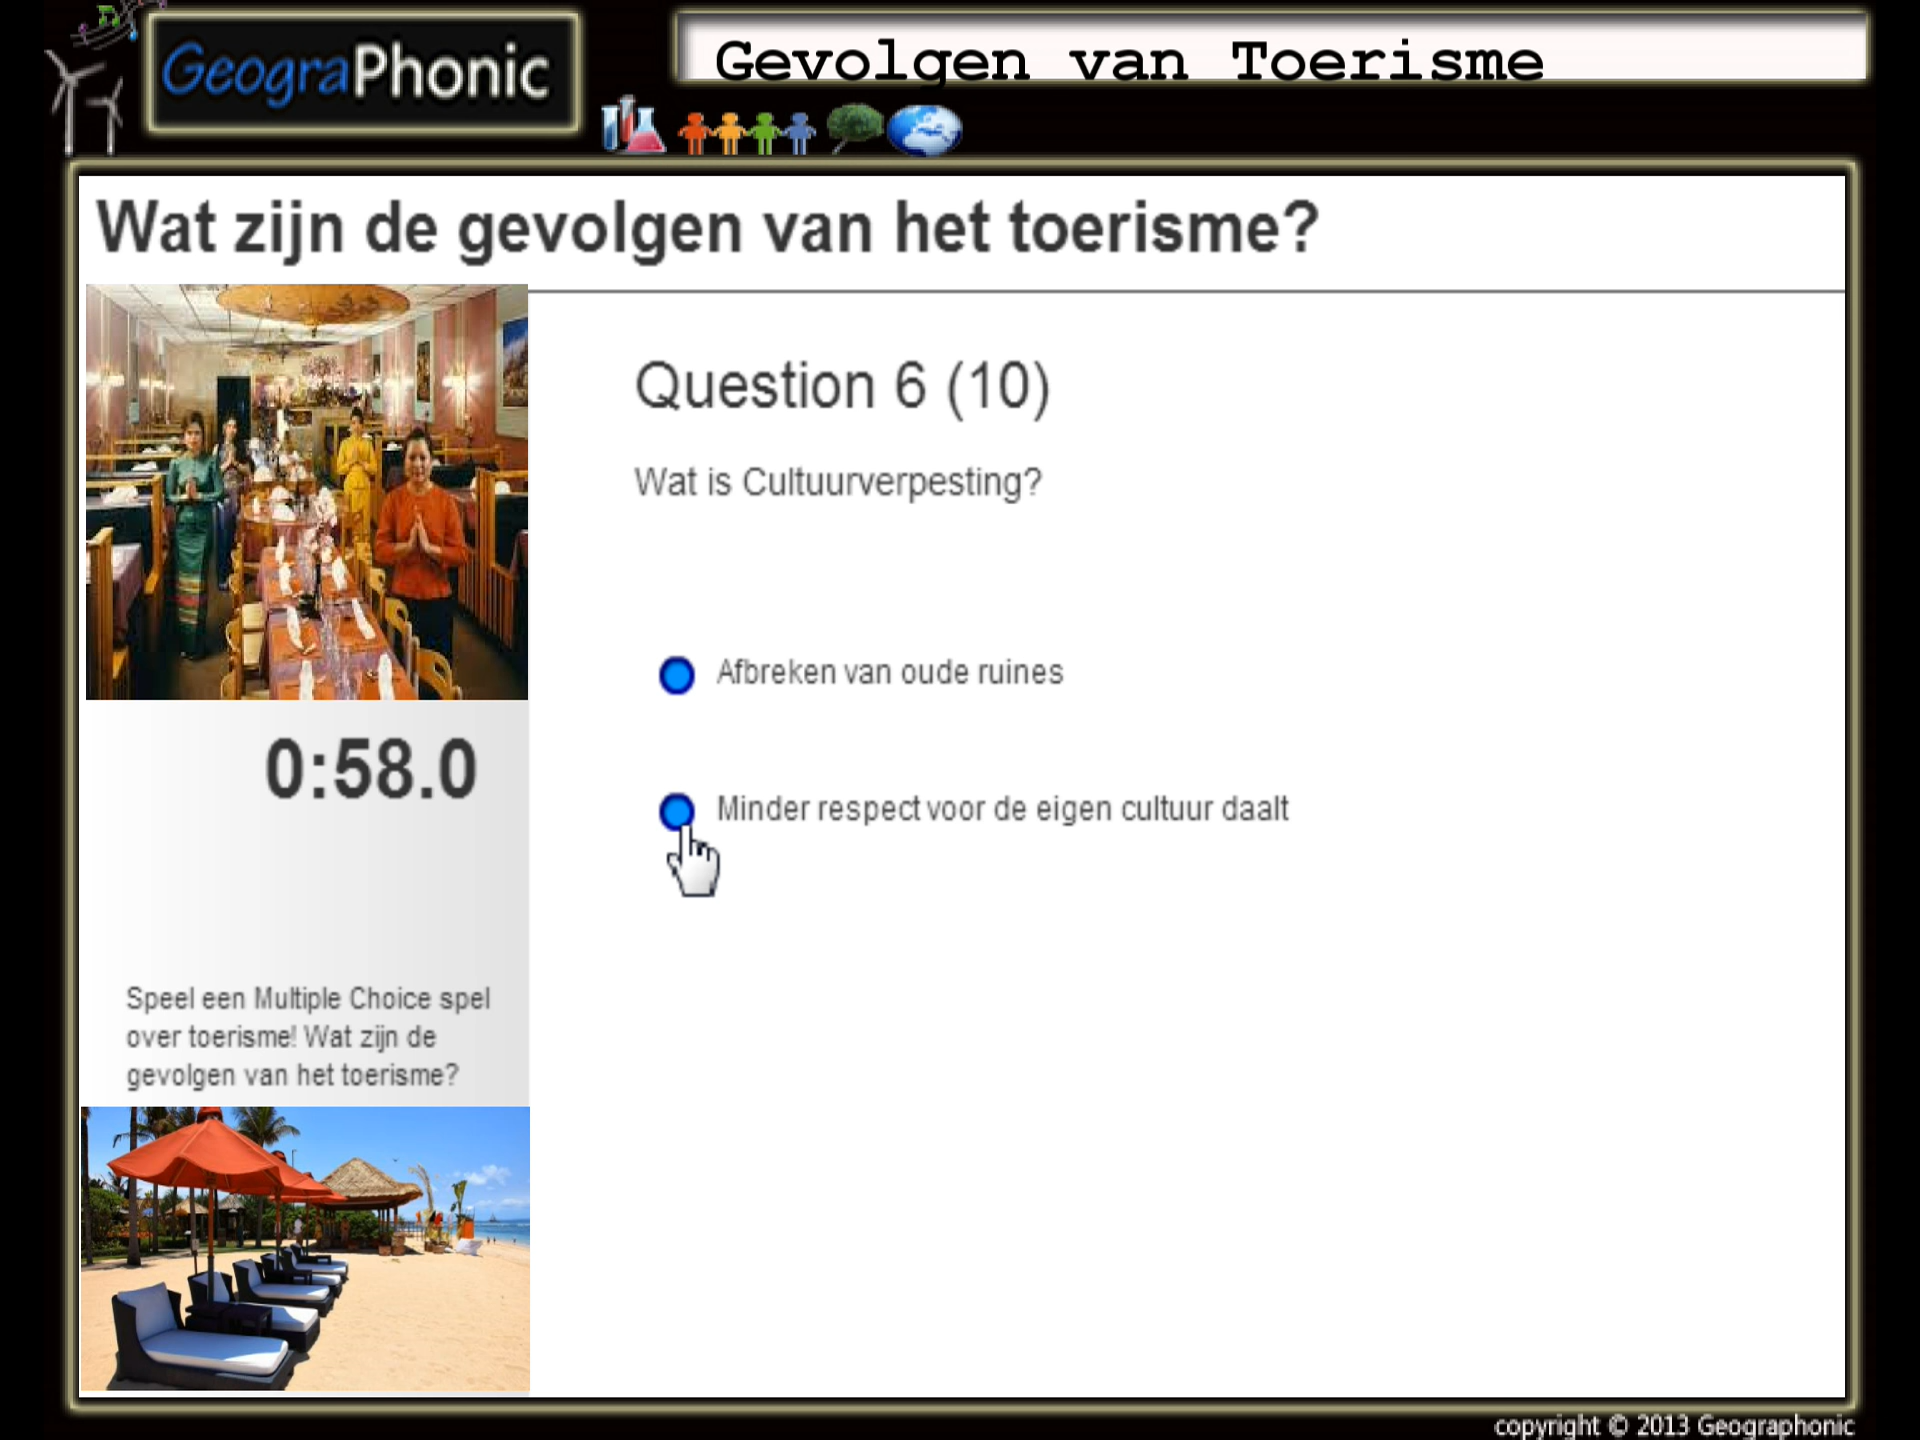 GeograPhonic
Gevolgen van Toerisme
Wat zijn de gevolgen van het toerisme?
Question 6 (10)
Wat is Cultuurverpesting?
Afbreken van oude ruines
Minder respect voor de eigen cultuur daalt
0:58.0
Speel een Multiple Choice spel
over toerisme! Wat zijn de
gevolgen van het toerisme?
copyright © 2013 Geographonic